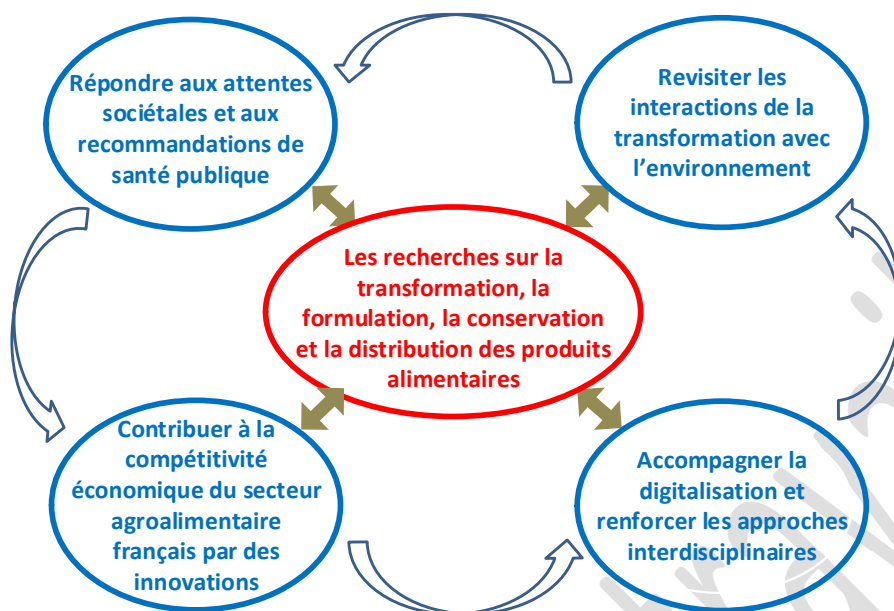 Répondre aux attentes
sociétales et aux
recommandations de
santé publique
Revisiter les
interactions de la
transformation avec
l’environnement
Les recherches sur la
transformation, la
formulation, la conservation
et la distribution des produits
alimentaires
Contribuer à la
compétitivité
économique du secteur
agroalimentaire
français par des
innovations
Accompagner la
digitalisation et
renforcer les approches
interdisciplinaires